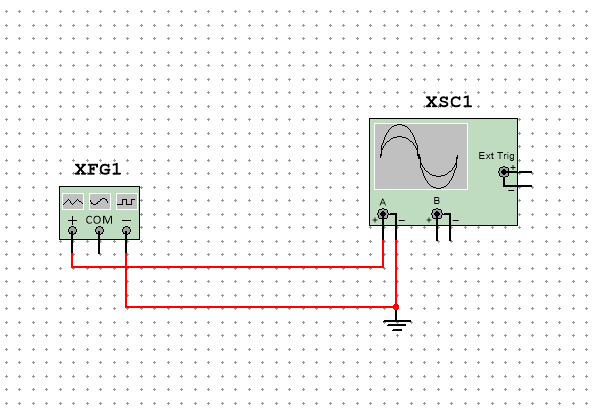 XSC1
Ext Trig
+
−
XFG1
A
B
+ − + −
+ COM −